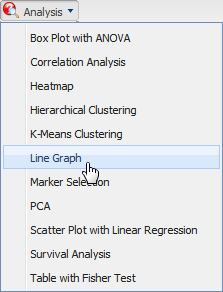 Analysis
Box Plot with ANOVA
Correlation Analysis
Heatmap
Hierarchical Clustering
K-Means Clustering
Line Graph
Marker Selection
PCA
Scatter Plot with Linear Regression
Survival Analysis
Table with Fisher Test